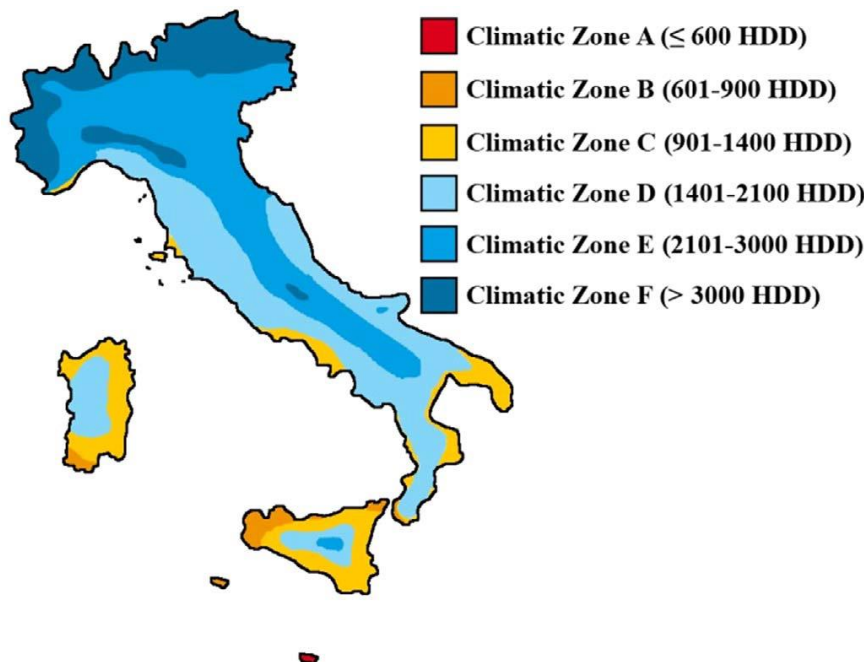 Climatic Zone A (≤ 600 HDD)
Climatic Zone B (601-900 HDD)
Climatic Zone C (901-1400 HDD)
Climatic Zone D (1401-2100 HDD)
Climatic Zone E (2101-3000 HDD)
Climatic Zone F (> 3000 HDD)